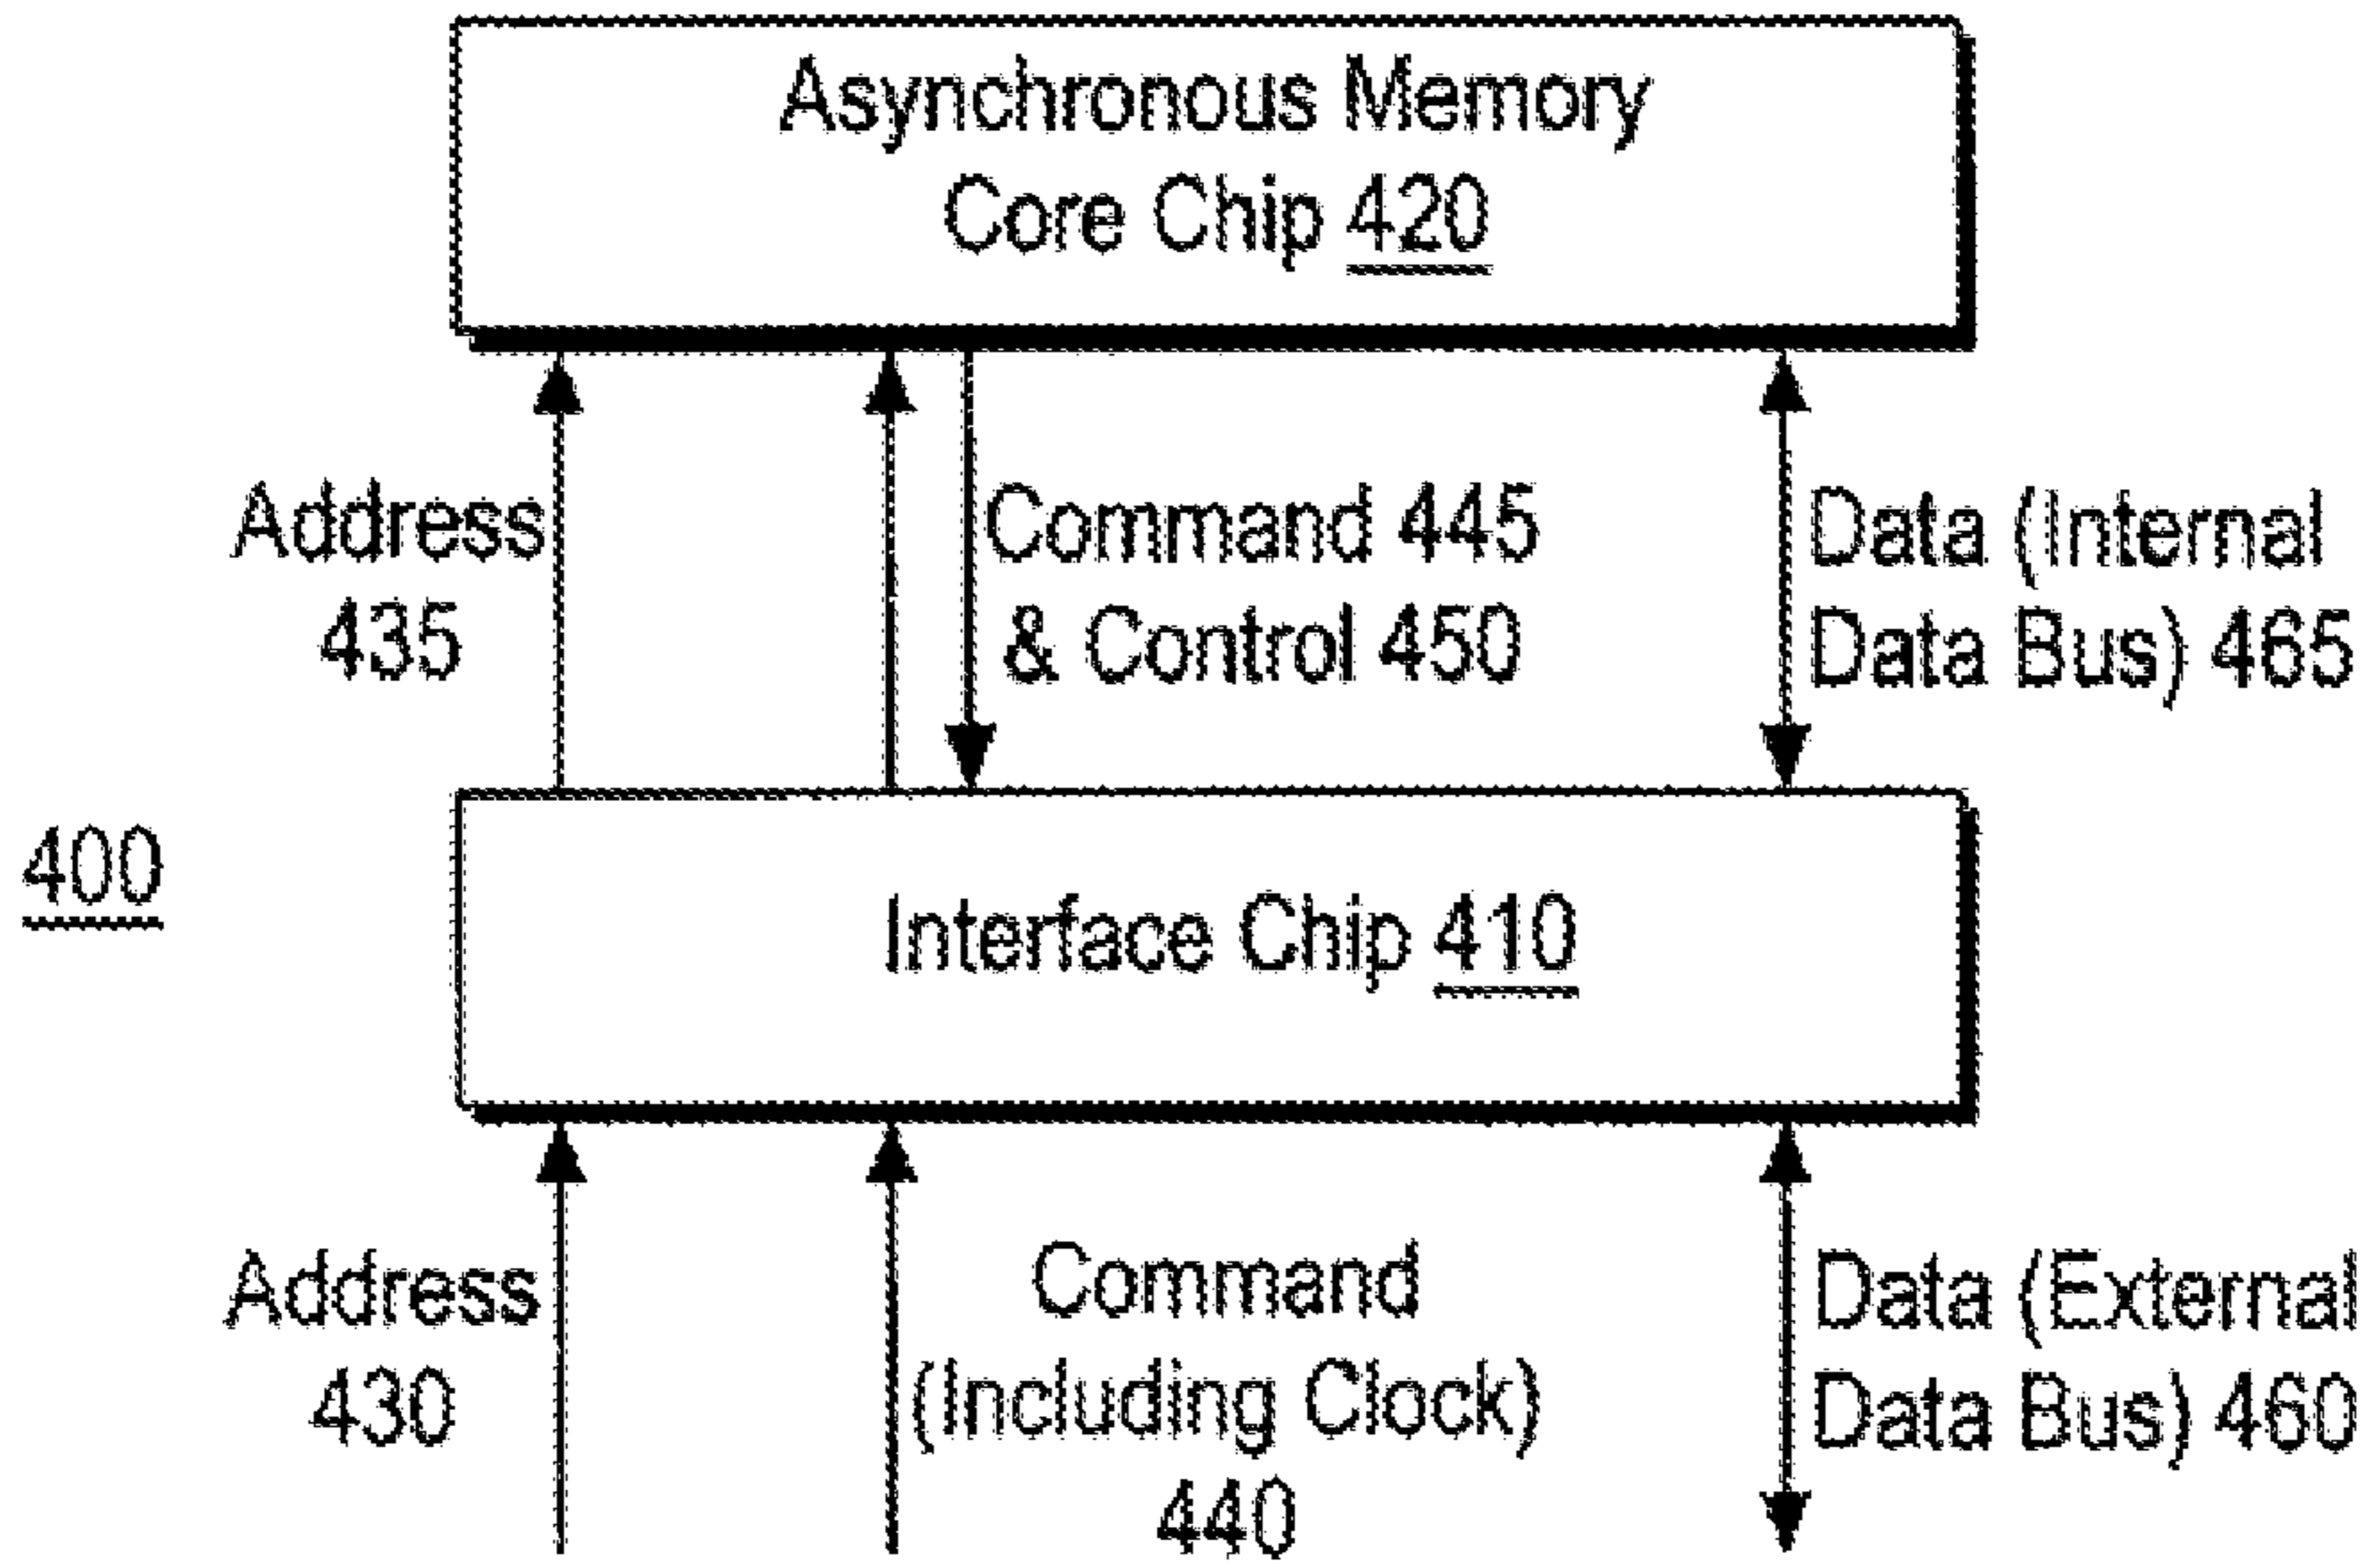 Asynchronous Memory
Core Chip 420
Address
435
Command 445
& Control 450
Data (Internal
Data Bus) 465
400
Interface Chip 410
Address
430
Command
(Including Clock)
440
Data (External
Data Bus) 460